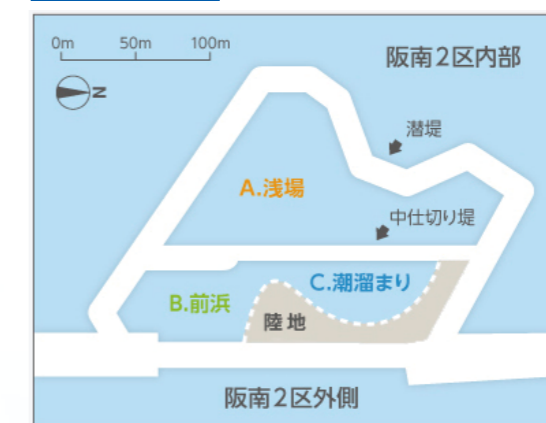 0m 50m 100m
阪南2区内部
N
潜堤
A.浅場
中仕切り堤
C.潮溜まり
B.前浜
陸地
阪南2区外側